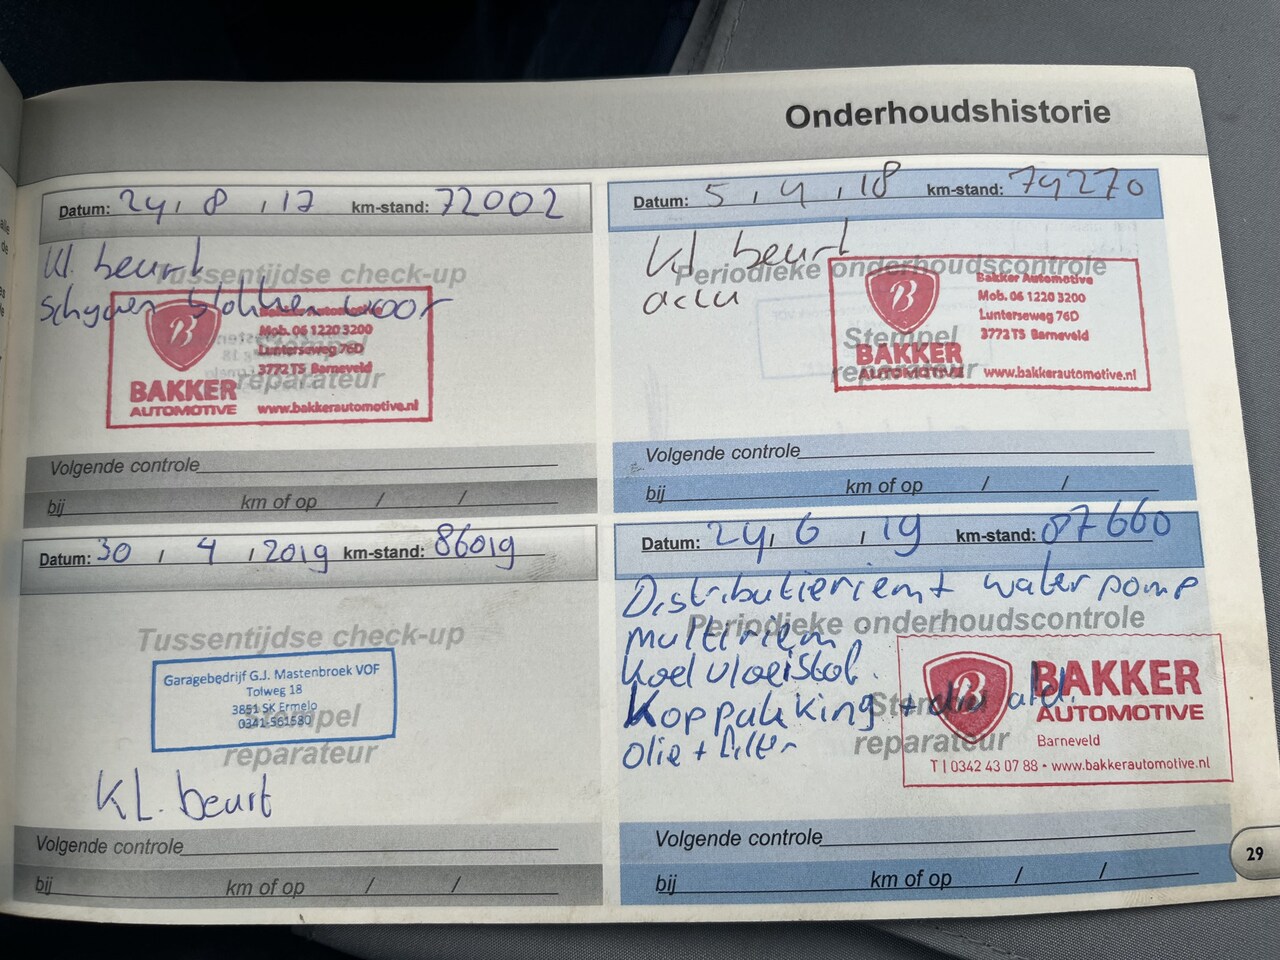 Onderhoudshistorie
Datum: 24 , 8 , 17 km-stand: 72002
Kl. beurt
Tussentijdse check-up
schijven blokken voor
Bakker Automotive
Mob. 06 1220 3200
Lunterseweg 76D
Stempel
3772 TS Barneveld
BAKKER
reparateur
AUTOMOTIVE www.bakkerautomotive.nl
Volgende controle
bij km of op / /
Datum: 5 , 4 , 18 km-stand: 74270
Kl beurt
Periodieke onderhoudscontrole
accu
Bakker Automotive
Mob. 06 1220 3200
Lunterseweg 76D
Stempel
3772 TS Barneveld
BAKKER
reparateur
AUTOMOTIVE www.bakkerautomotive.nl
Volgende controle
bij km of op / /
Datum: 30 , 4 , 2019 km-stand: 86019
Tussentijdse check-up
Garagebedrijf G.J. Mastenbroek VOF
Tolweg 18
3851 SK Ermelo
0341-561580
Stempel
reparateur
KL. beurt
Volgende controle
bij km of op / /
Datum: 24, 6 , 19 km-stand: 87660
Distributieriem + waterpomp
Periodieke onderhoudscontrole
multiriem
koelvloeistof.
Koppakking +
olie + filter
Stempel
reparateur
BAKKER
AUTOMOTIVE
Barneveld
T | 0342 43 07 88 • www.bakkerautomotive.nl
Volgende controle
bij km of op / /
29